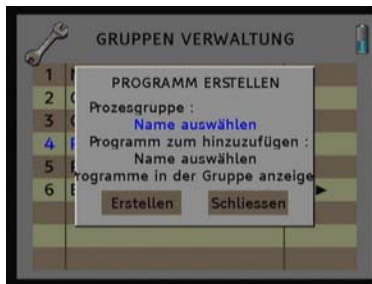 GRUPPEN VERWALTUNG
1
PROGRAMM ERSTELLEN
2
Prozesgruppe :
3
Name auswählen
4
Programm zum hinzuzufügen :
Name auswählen
5
rogramme in der Gruppe anzeige
6
Erstellen Schliessen